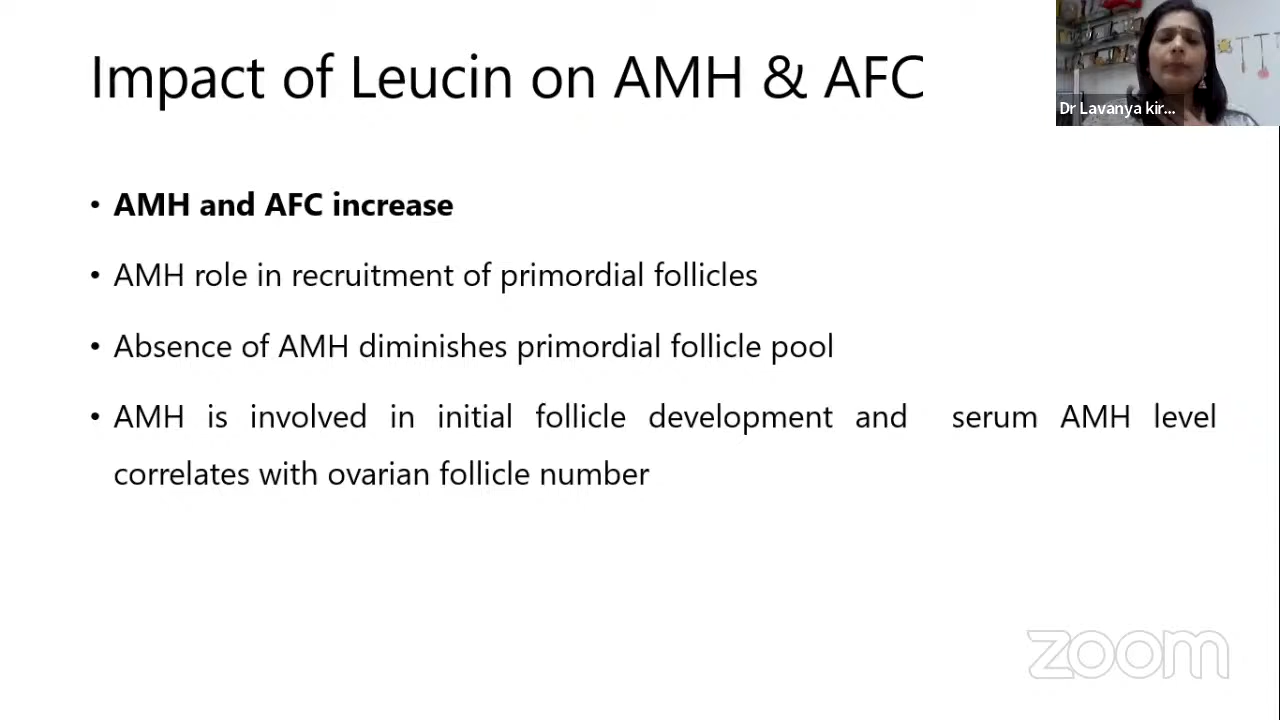 Impact of Leucin on AMH & AFC
Dr Lavanya kir...
• AMH and AFC increase
• AMH role in recruitment of primordial follicles
• Absence of AMH diminishes primordial follicle pool
• AMH is involved in initial follicle development and serum AMH level
correlates with ovarian follicle number
zoom